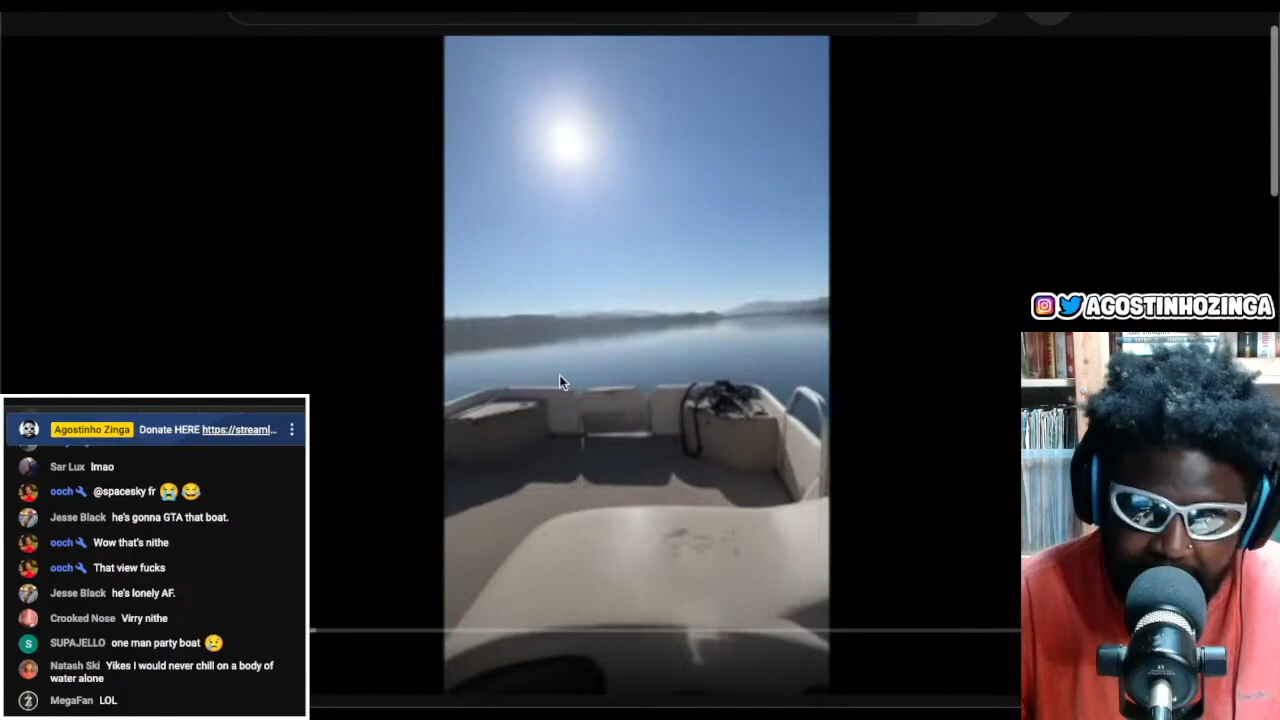 AGOSTINHOZINGA
Agostinho Zinga Donate HERE https://streaml...
Sar Lux lmao
ooch @spacesky fr 😭 😂
Jesse Black he's gonna GTA that boat.
ooch Wow that's nithe
ooch That view fucks
Jesse Black he's lonely AF.
Crooked Nose Virry nithe
S SUPAJELLO one man party boat 😢
Natash Ski Yikes I would never chill on a body of
water alone
MegaFan LOL